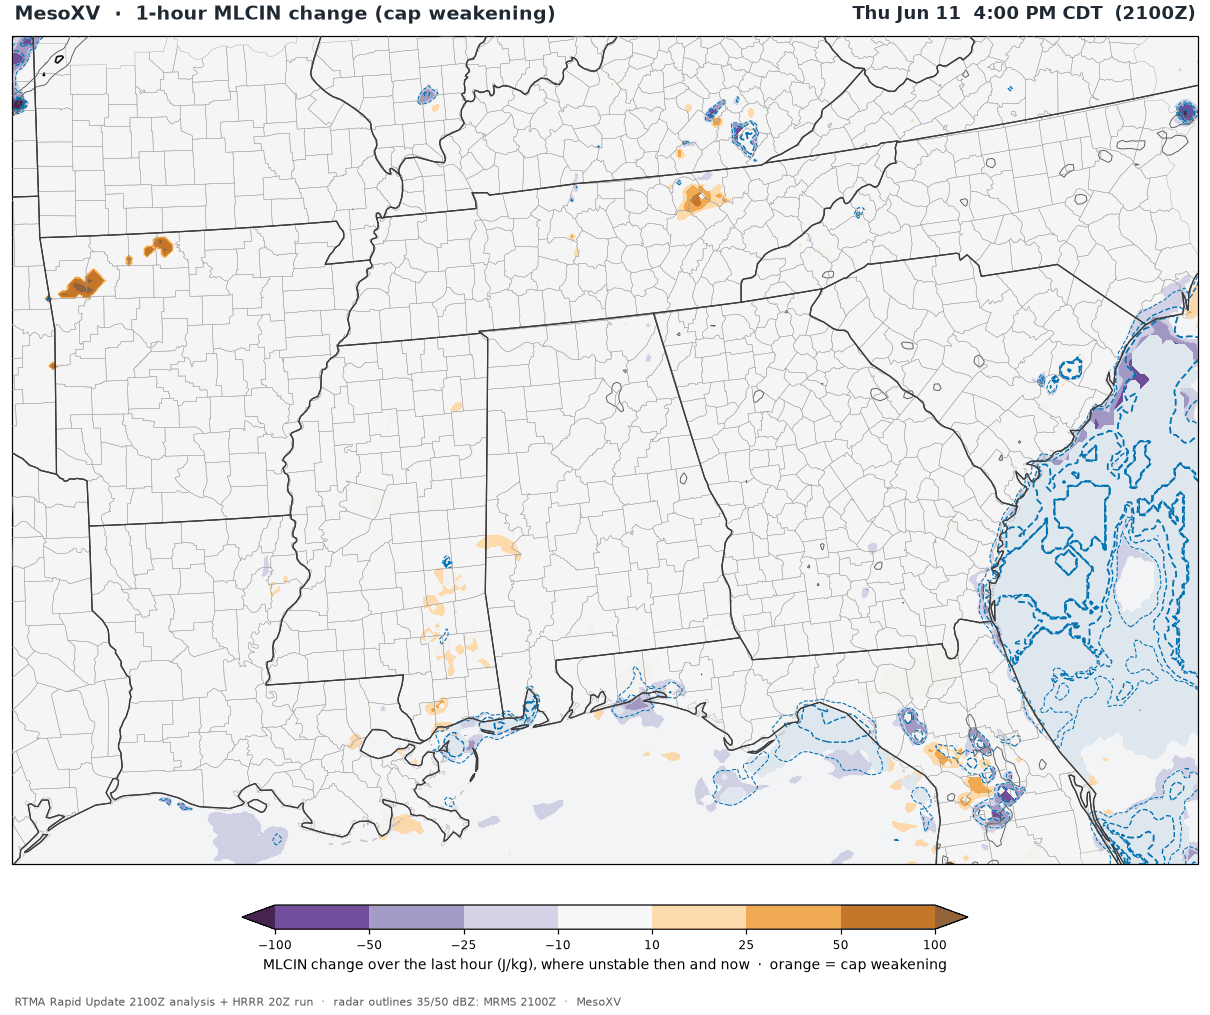 MesoXV · 1-hour MLCIN change (cap weakening)
Thu Jun 11 4:00 PM CDT (2100Z)
−100 −50 −25 −10 10 25 50 100
MLCIN change over the last hour (J/kg), where unstable then and now · orange = cap weakening
RTMA Rapid Update 2100Z analysis + HRRR 20Z run · radar outlines 35/50 dBZ: MRMS 2100Z · MesoXV